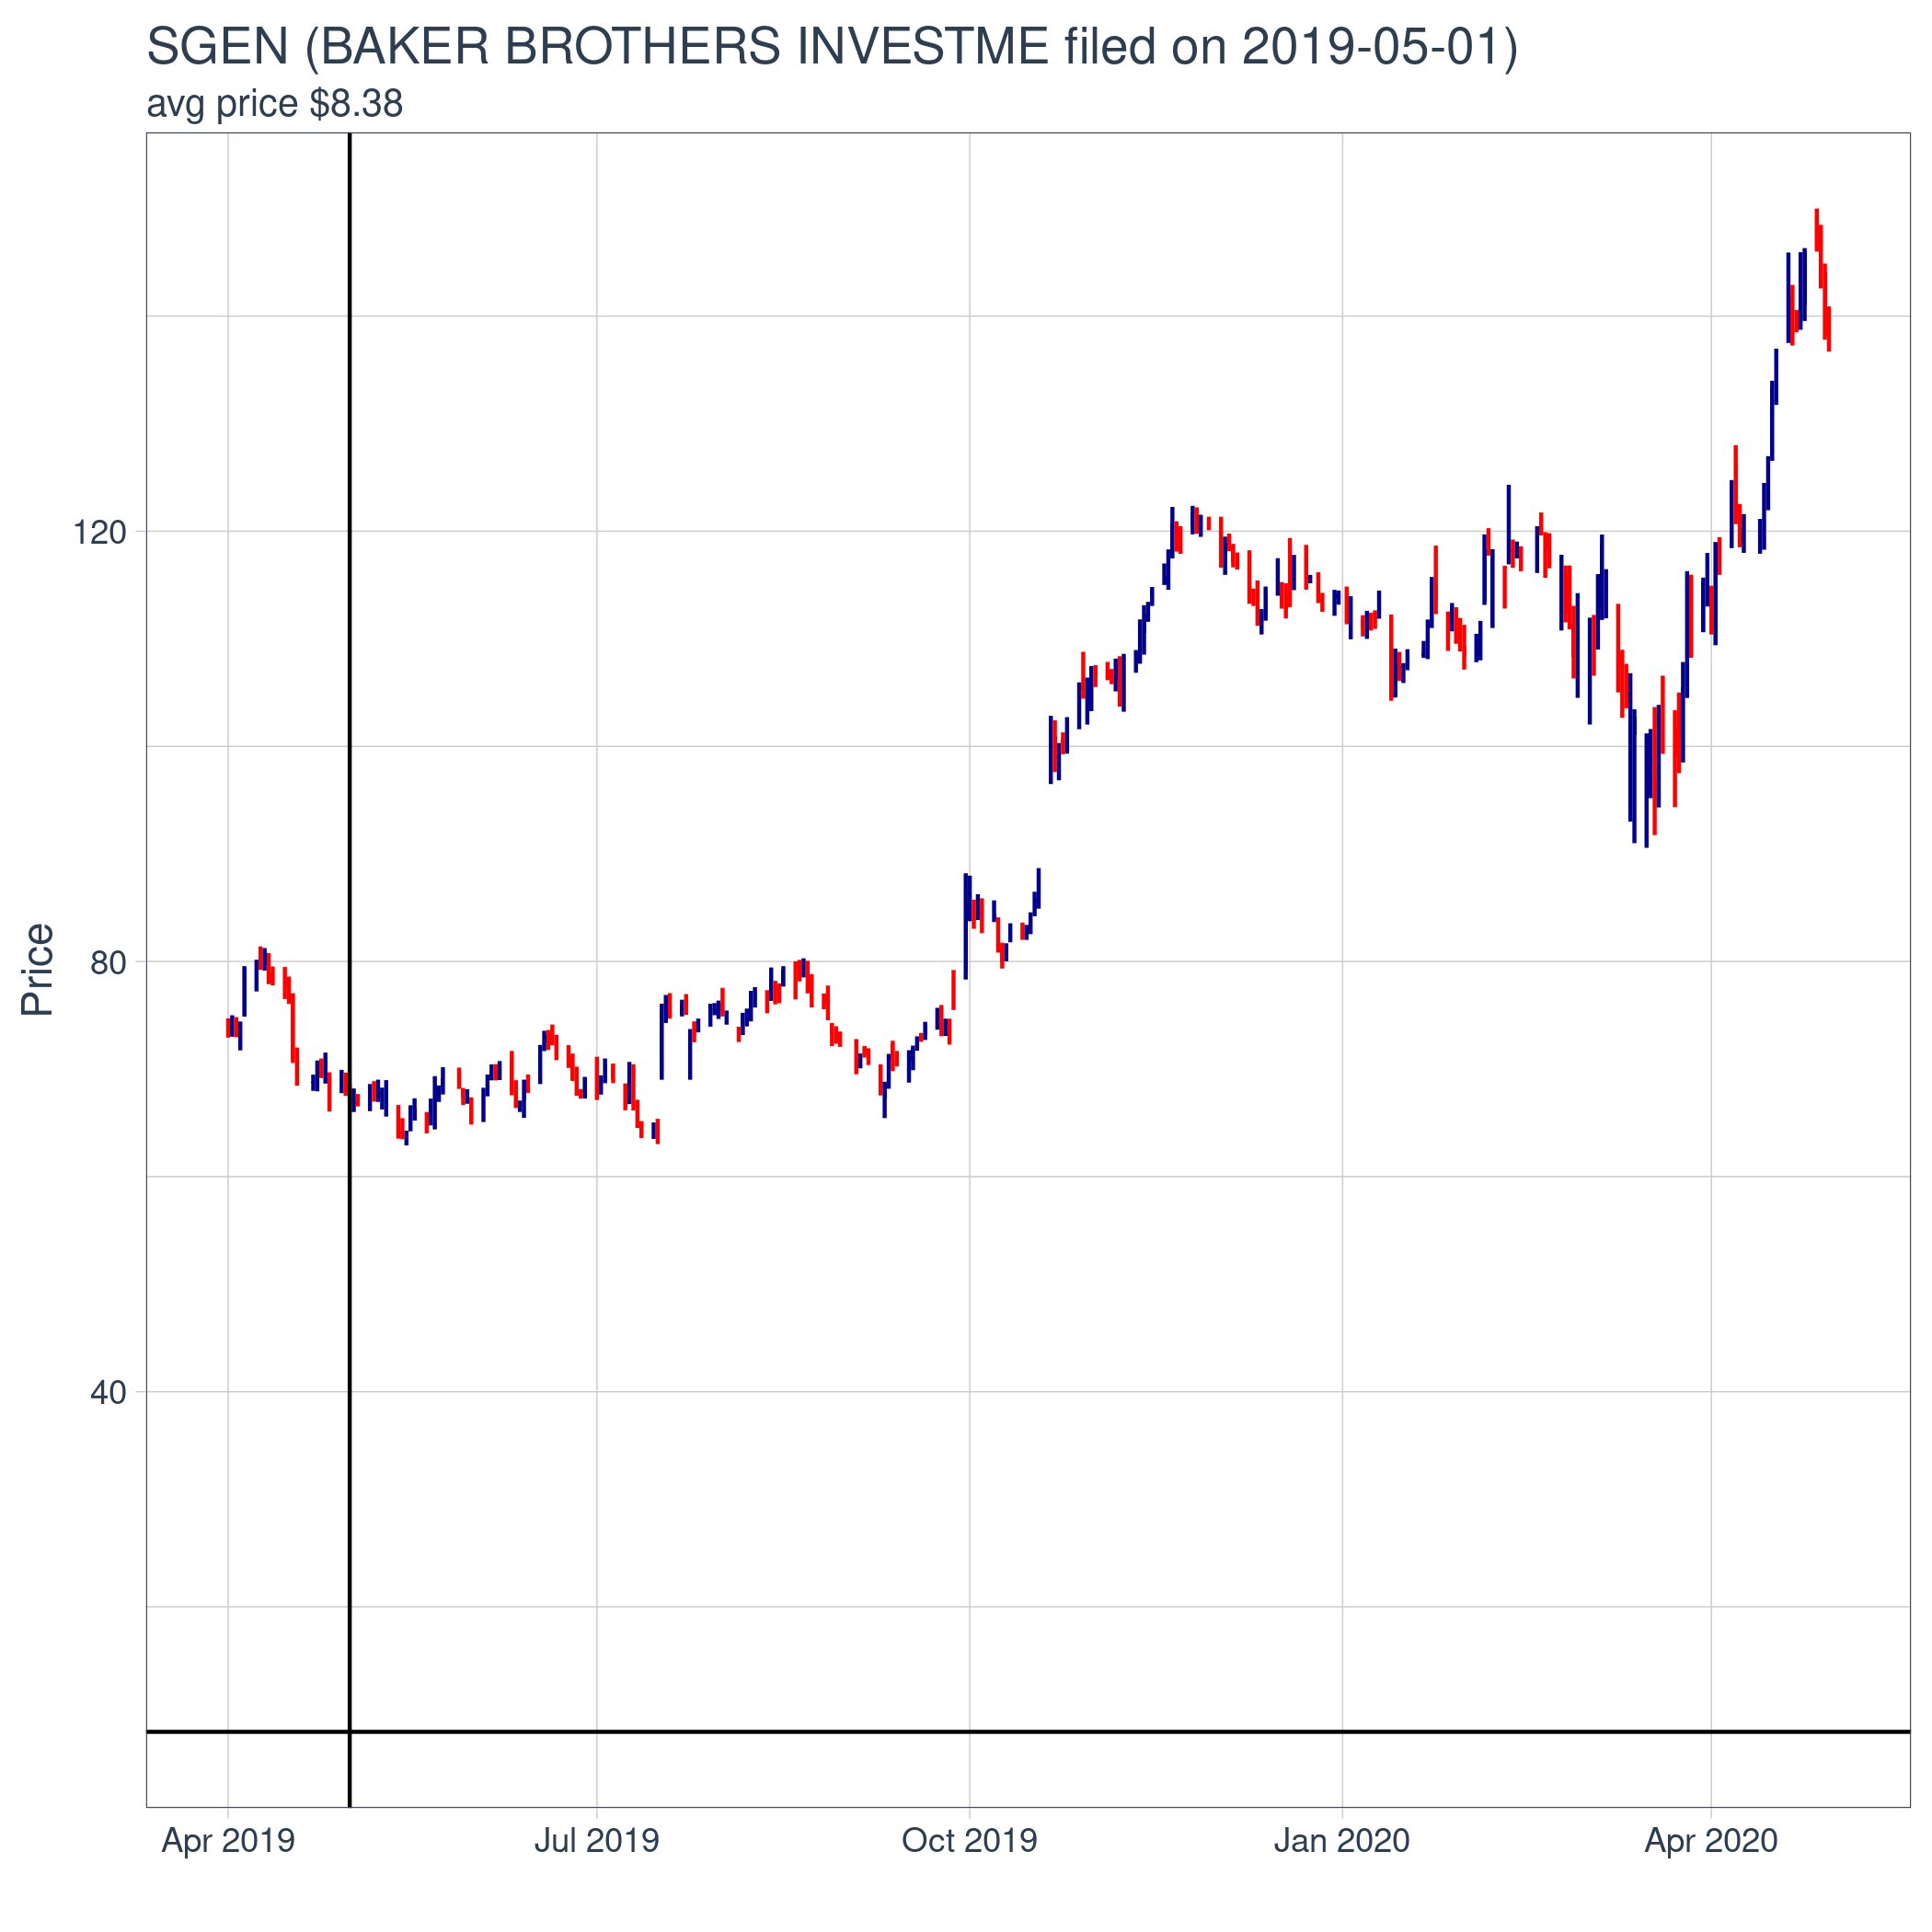 SGEN (BAKER BROTHERS INVESTME filed on 2019-05-01)
avg price $8.38
120
80
40
Price
Apr 2019
Jul 2019
Oct 2019
Jan 2020
Apr 2020